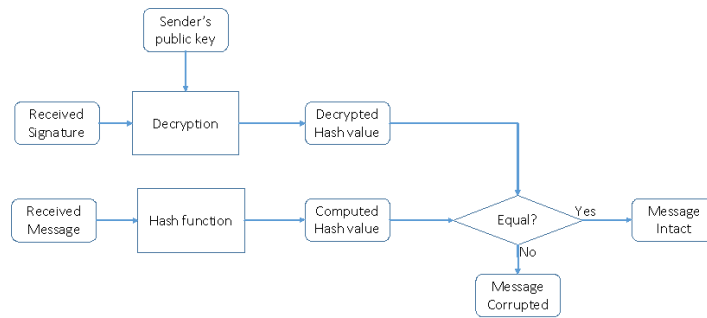 Sender's
public key
Received
Signature
Decryption
Decrypted
Hash value
Received
Message
Hash function
Computed
Hash value
Equal?
Yes
Message
Intact
No
Message
Corrupted